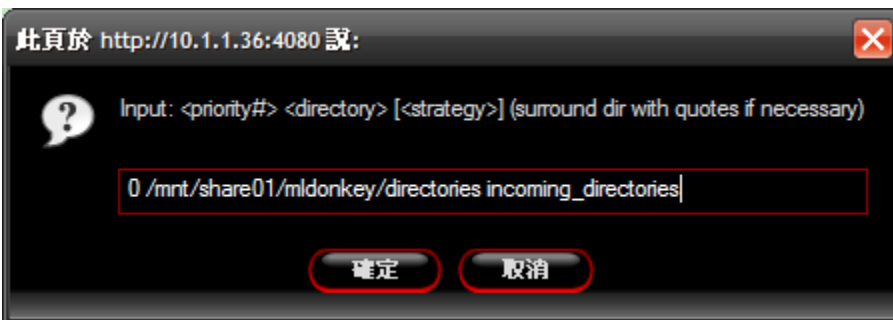 此頁於 http://10.1.1.36:4080 說:
Input: <priority#> <directory> [<strategy>] (surround dir with quotes if necessary)
0 /mnt/share01/mldonkey/directories incoming_directories
確定 取消